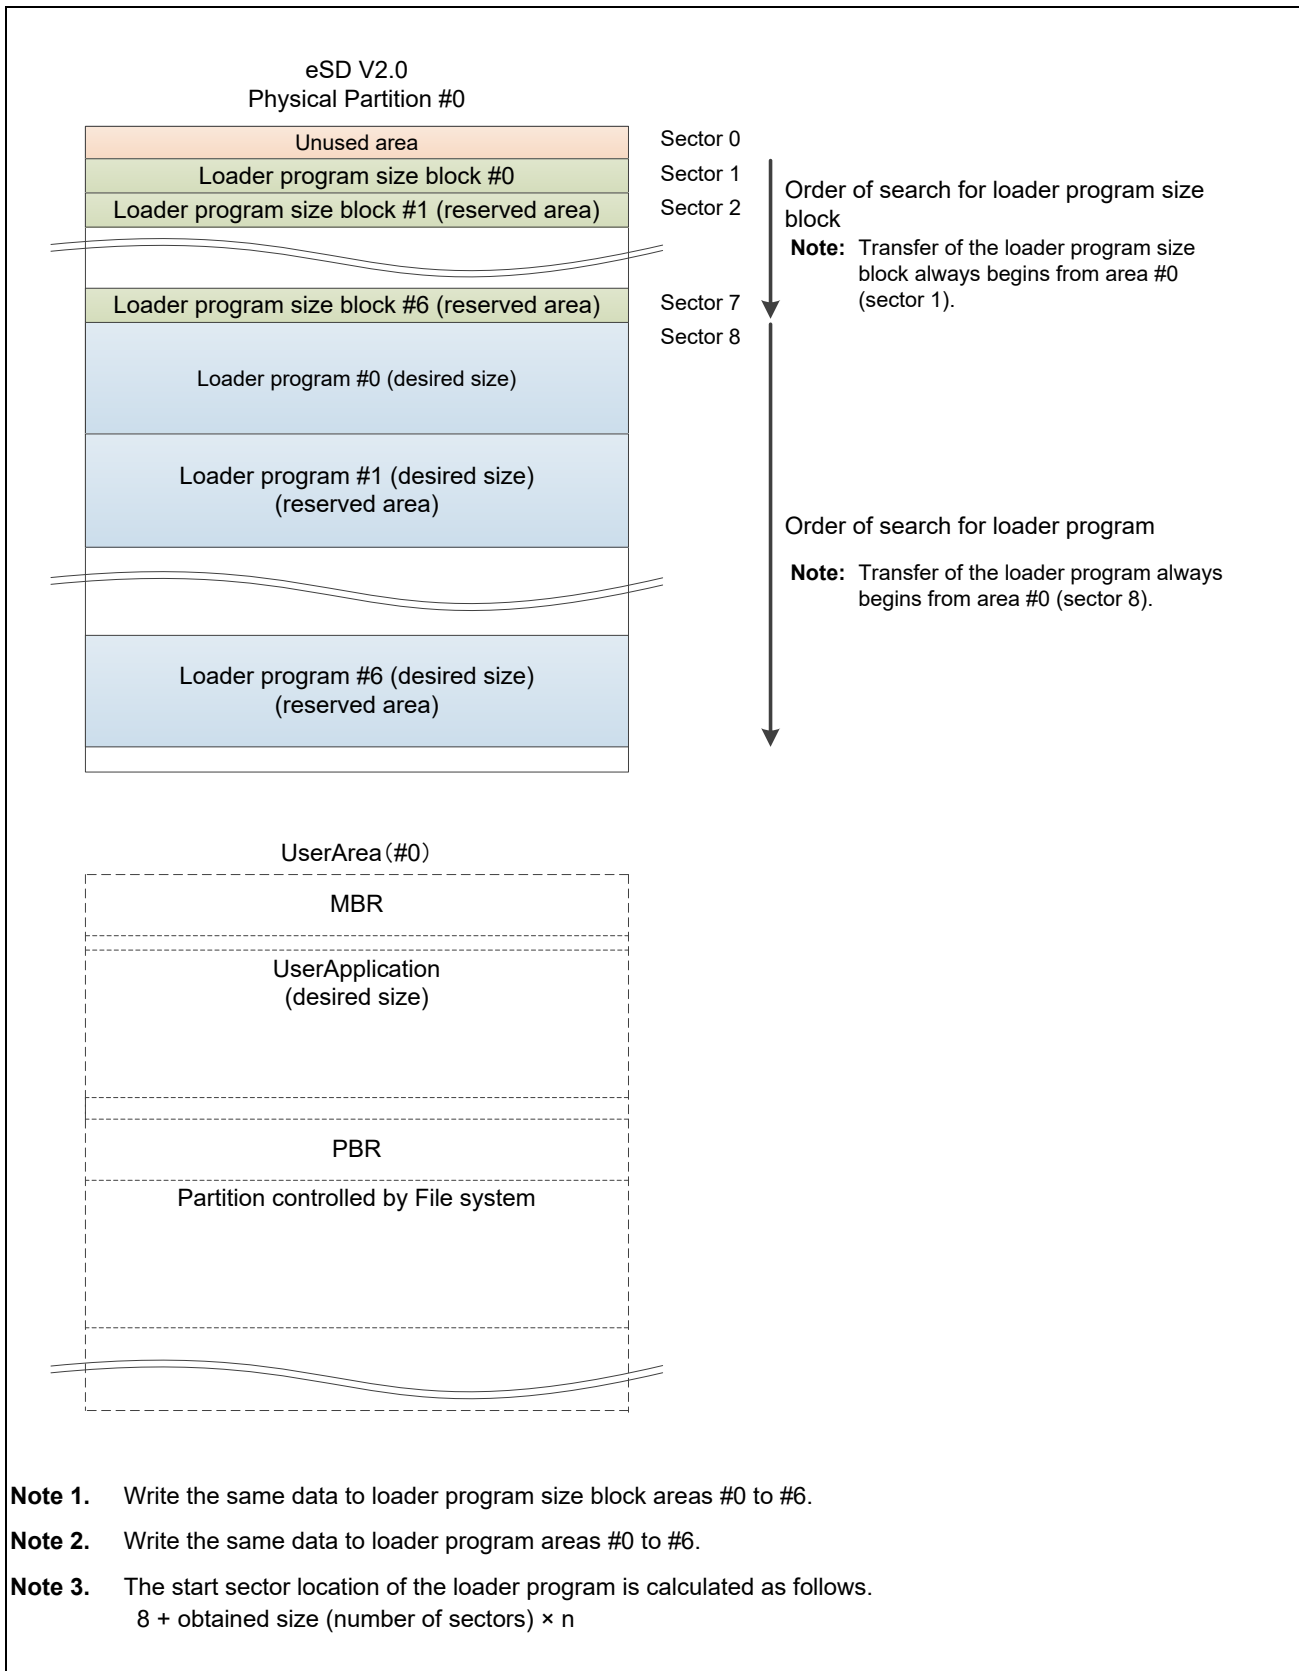 eSD V2.0
Physical Partition #0
Unused area
Sector 0
Loader program size block #0
Sector 1
Loader program size block #1 (reserved area)
Sector 2
Order of search for loader program size
block
Note: Transfer of the loader program size
block always begins from area #0
(sector 1).
Loader program size block #6 (reserved area)
Sector 7
Sector 8
Loader program #0 (desired size)
Loader program #1 (desired size)
(reserved area)
Order of search for loader program
Note: Transfer of the loader program always
begins from area #0 (sector 8).
Loader program #6 (desired size)
(reserved area)
UserArea（#0）
MBR
UserApplication
(desired size)
PBR
Partition controlled by File system
Note 1. Write the same data to loader program size block areas #0 to #6.
Note 2. Write the same data to loader program areas #0 to #6.
Note 3. The start sector location of the loader program is calculated as follows.
8 + obtained size (number of sectors) × n